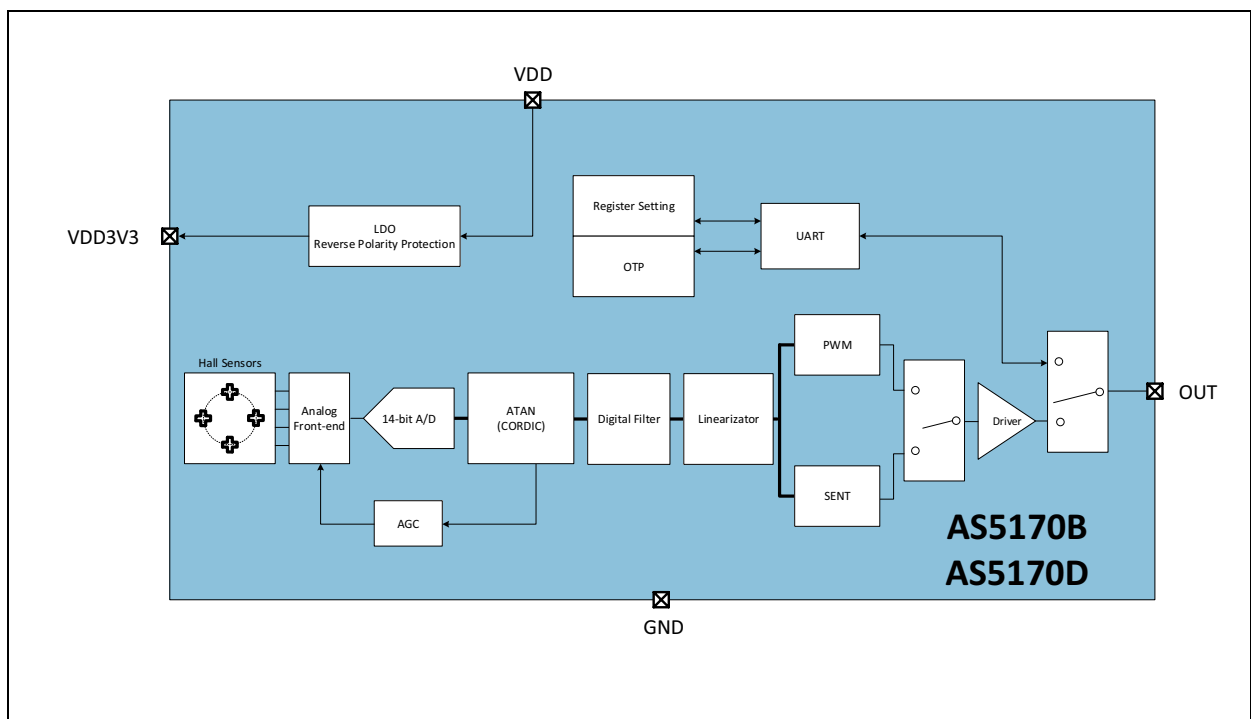 VDD
VDD3V3
LDO
Reverse Polarity Protection
Register Setting
OTP
UART
Hall Sensors
Analog
Front-end
14-bit A/D
ATAN
(CORDIC)
Digital Filter
Linearizator
PWM
SENT
Driver
OUT
AGC
AS5170B
AS5170D
GND